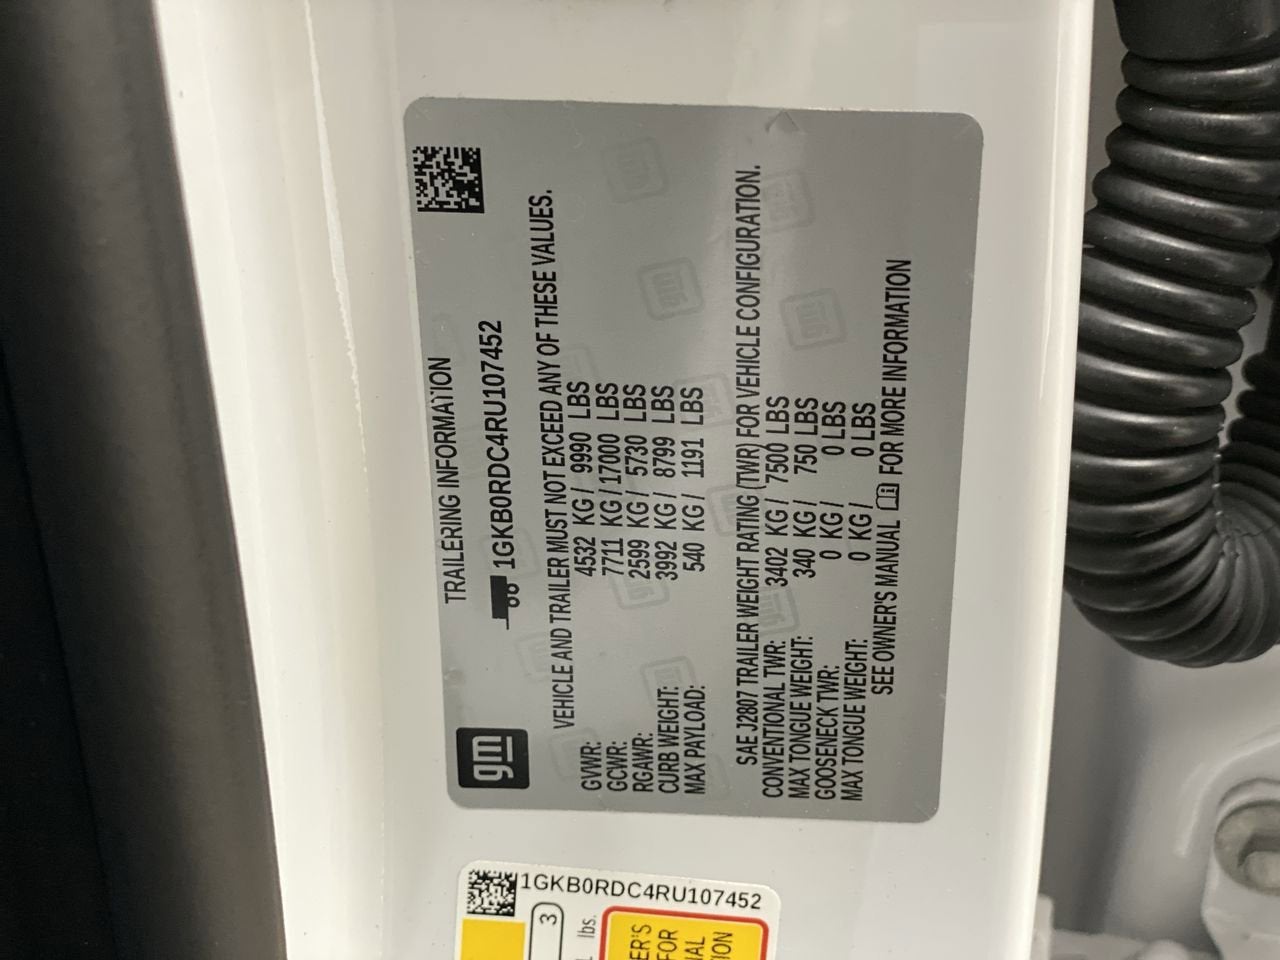 gm
TRAILERING INFORMATION
1GKB0RDC4RU107452
VEHICLE AND TRAILER MUST NOT EXCEED ANY OF THESE VALUES.
GVWR: 4532 KG / 9990 LBS
GCWR: 7711 KG / 17000 LBS
RGAWR: 2599 KG / 5730 LBS
CURB WEIGHT: 3992 KG / 8799 LBS
MAX PAYLOAD: 540 KG / 1191 LBS
SAE J2807 TRAILER WEIGHT RATING (TWR) FOR VEHICLE CONFIGURATION.
CONVENTIONAL TWR: 3402 KG / 7500 LBS
MAX TONGUE WEIGHT: 340 KG / 750 LBS
GOOSENECK TWR: 0 KG / 0 LBS
MAX TONGUE WEIGHT: 0 KG / 0 LBS
SEE OWNER'S MANUAL FOR MORE INFORMATION
1GKB0RDC4RU107452
3
lbs.
ER'S
FOR